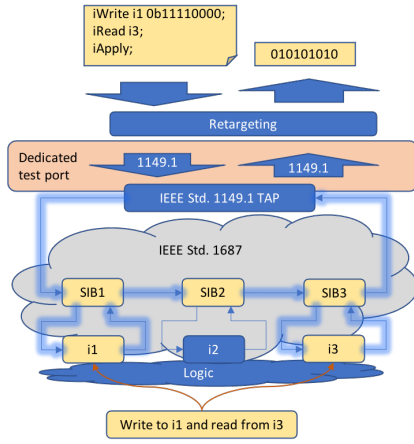 iWrite i1 0b11110000;
iRead i3;
iApply;
010101010
Retargeting
Dedicated
test port
1149.1
1149.1
IEEE Std. 1149.1 TAP
IEEE Std. 1687
SIB1
SIB2
SIB3
i1
i2
i3
Logic
Write to i1 and read from i3